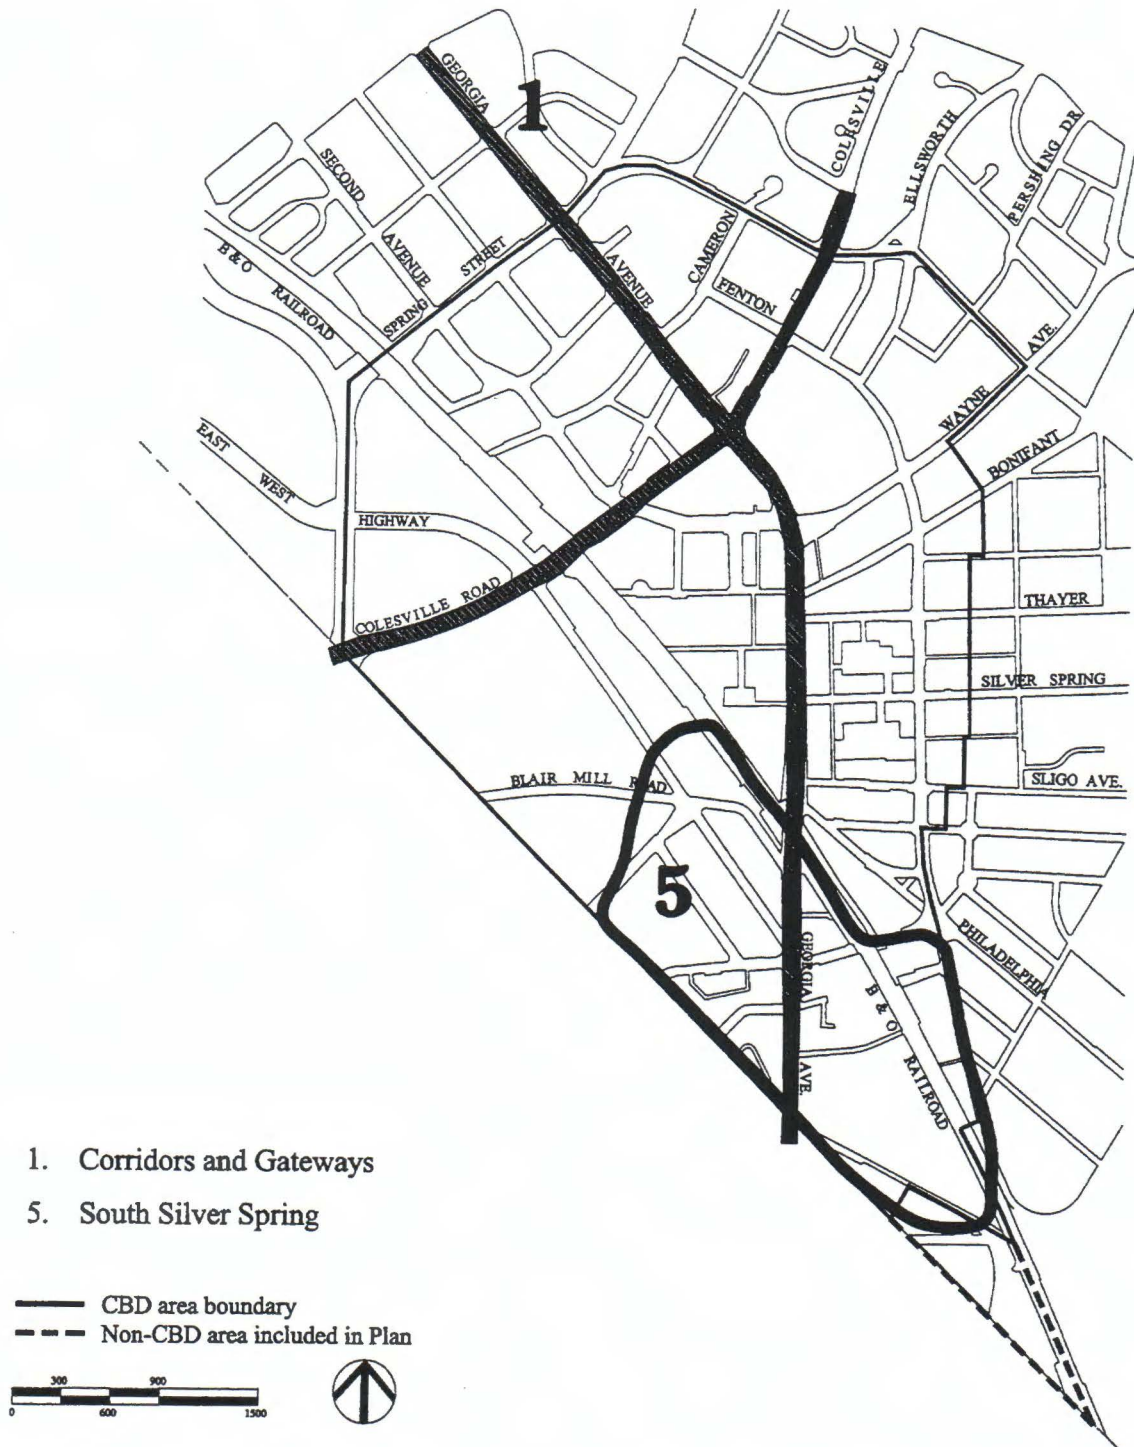 GEORGIA
1
COLESVILLE
ELLSWORTH
PERSHING DR.
SECOND
AVENUE
CAMERON
B & O
RAILROAD
SPRING
STREET
AVENUE
FENTON
AVE.
WAYNE
BONIFANT
EAST
WEST
HIGHWAY
COLESVILLE ROAD
THAYER
SILVER SPRING
BLAIR MILL ROAD
SLIGO AVE.
5
PHILADELPHIA
GEORGIA
AVE.
B & O
RAILROAD
1. Corridors and Gateways
5. South Silver Spring
CBD area boundary
Non-CBD area included in Plan
300 900
0 600 1500